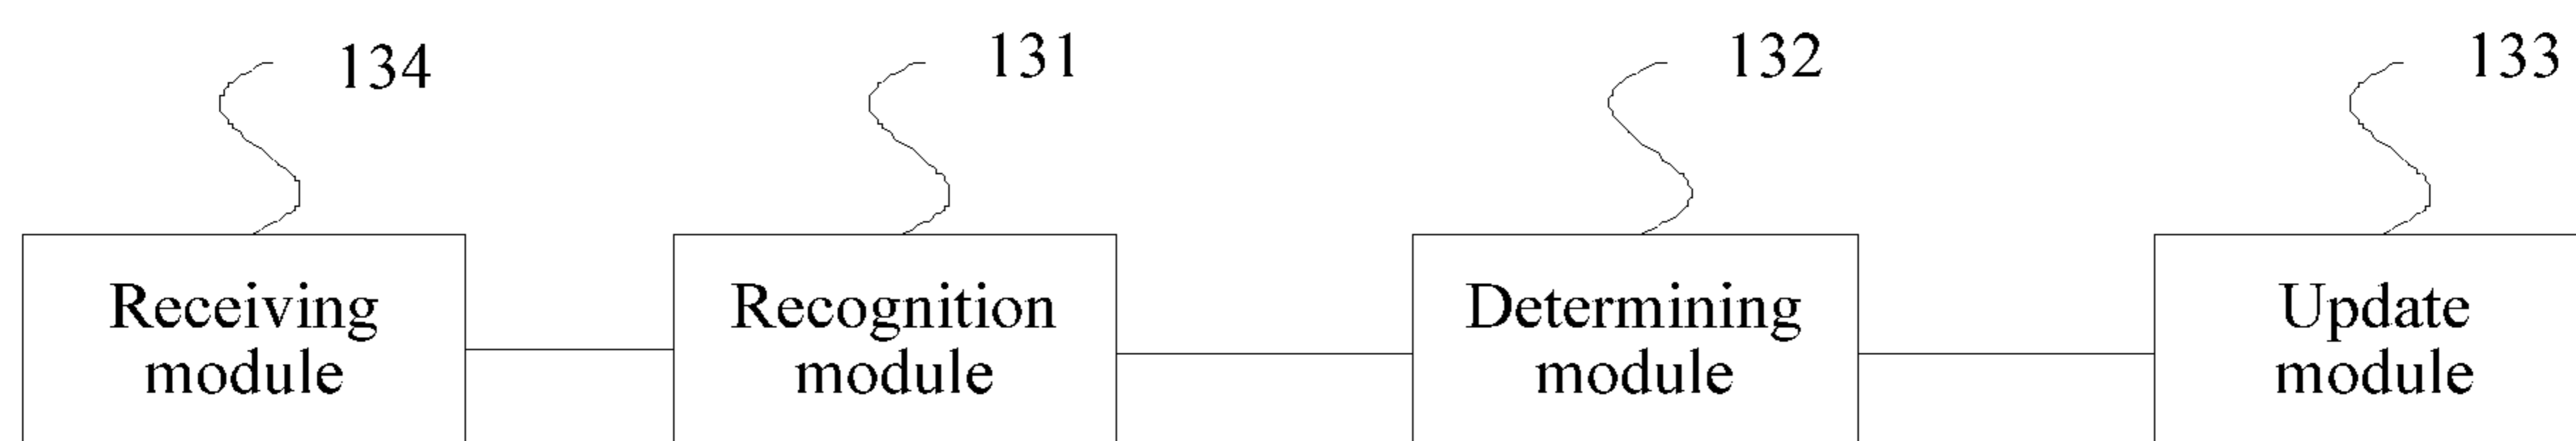 134
131
132
133
Receiving
module
Recognition
module
Determining
module
Update
module